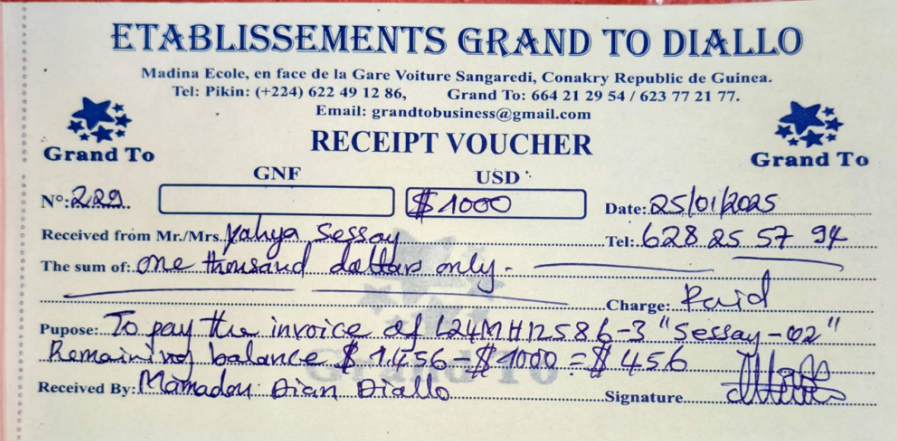 ETABLISSEMENTS GRAND TO DIALLO
Madina Ecole, en face de la Gare Voiture Sangaredi, Conakry Republic de Guinea.
Tel: Pikin: (+224) 622 49 12 86, Grand To: 664 21 29 54 / 623 77 21 77.
Email: grandtobusiness@gmail.com
Grand To RECEIPT VOUCHER Grand To
GNF USD
N°: 229 $ 1000 Date: 25/01/2025
Received from Mr./Mrs. Yahya Sessay Tel: 628 25 57 94
The sum of: one thousand dollars only.
Charge: Paid
Pupose: To pay the invoice of L24MH12586-3 "Sessay-02"
Remaining balance $ 1.456 - $ 1000 = $ 456
Grand To
Received By: Mamadou Dian Diallo Signature